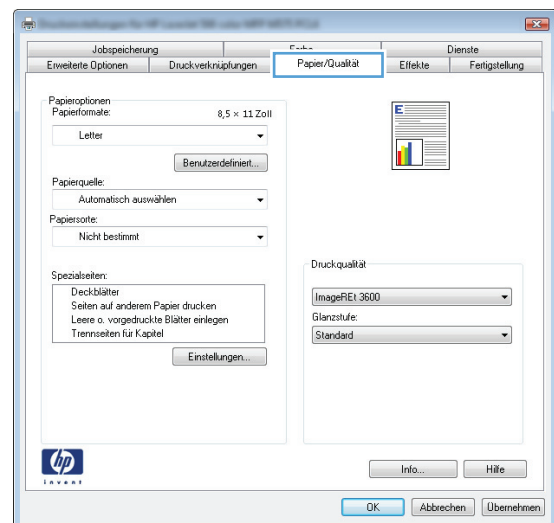 Jobspeicherung Farbe Dienste
Erweiterte Optionen Druckverknüpfungen Papier/Qualität Effekte Fertigstellung
Papieroptionen
Papierformate: 8,5 × 11 Zoll
Letter
Benutzerdefiniert...
Papierquelle:
Automatisch auswählen
Papiersorte:
Nicht bestimmt
Spezialseiten:
Deckblätter
Seiten auf anderem Papier drucken
Leere o. vorgedruckte Blätter einlegen
Trennseiten für Kapitel
Einstellungen...
E
Druckqualität
ImageREt 3600
Glanzstufe:
Standard
hp
invent
Info... Hilfe
OK Abbrechen Übernehmen